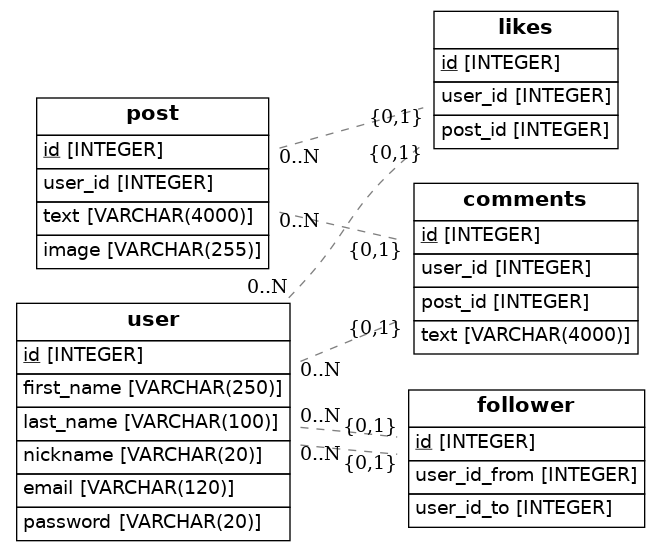 likes
id [INTEGER]
user_id [INTEGER]
post_id [INTEGER]
post
id [INTEGER]
user_id [INTEGER]
text [VARCHAR(4000)]
image [VARCHAR(255)]
{0,1}
0..N
{0,1}
0..N
0..N
{0,1}
comments
id [INTEGER]
user_id [INTEGER]
post_id [INTEGER]
text [VARCHAR(4000)]
user
id [INTEGER]
first_name [VARCHAR(250)]
last_name [VARCHAR(100)]
nickname [VARCHAR(20)]
email [VARCHAR(120)]
password [VARCHAR(20)]
{0,1}
0..N
0..N
{0,1}
0..N
{0,1}
follower
id [INTEGER]
user_id_from [INTEGER]
user_id_to [INTEGER]